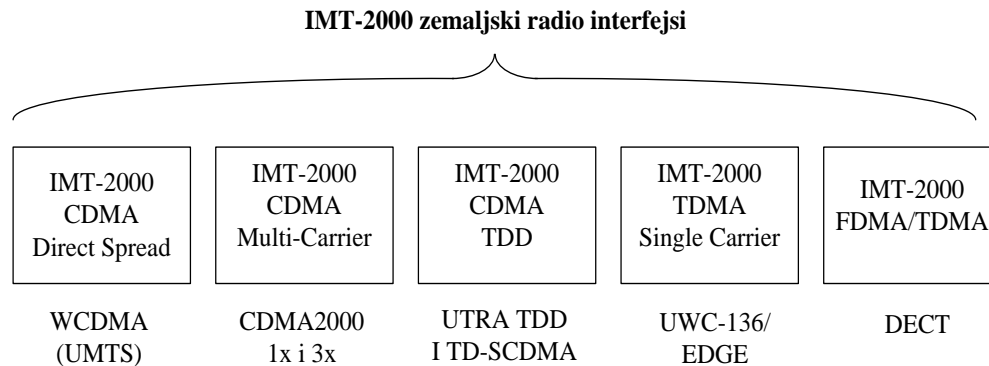 IMT-2000 zemaljski radio interfejsi
IMT-2000
CDMA
Direct Spread
IMT-2000
CDMA
Multi-Carrier
IMT-2000
CDMA
TDD
IMT-2000
TDMA
Single Carrier
IMT-2000
FDMA/TDMA
WCDMA
(UMTS)
CDMA2000
1x i 3x
UTRA TDD
I TD-SCDMA
UWC-136/
EDGE
DECT